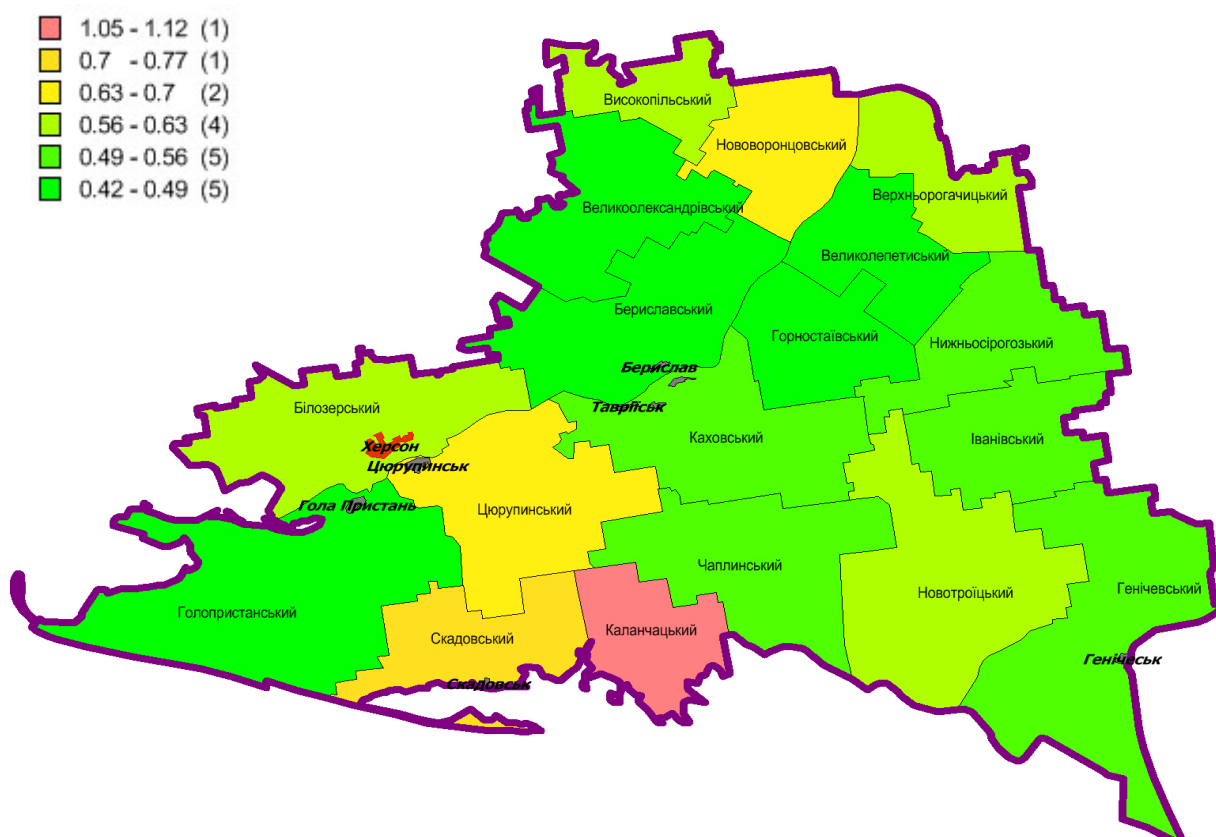 1.05 - 1.12 (1)
0.7 - 0.77 (1)
0.63 - 0.7 (2)
0.56 - 0.63 (4)
0.49 - 0.56 (5)
0.42 - 0.49 (5)
Високопільський
Нововоронцовський
Верхньорогачицький
Великоолександрівський
Великолепетиський
Бериславський
Горностаївський
Нижньосірогозький
Берислав
Тавріськ
Білозерський
Каховський
Іванівський
Херсон
Цюрупинськ
Гола Пристань
Цюрупинський
Чаплинський
Генічевський
Новотроїцький
Голопристанський
Скадовський
Каланчацький
Генічеськ
Скадовськ